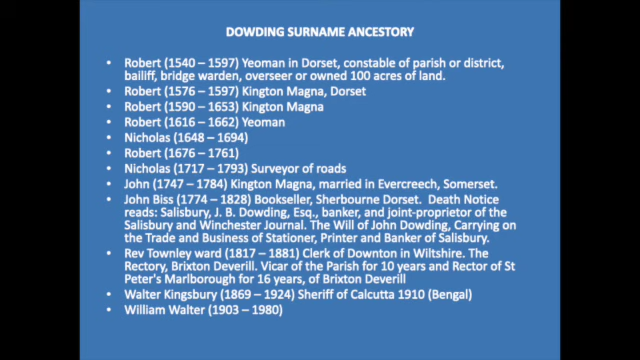 DOWDING SURNAME ANCESTORY
• Robert (1540 – 1597) Yeoman in Dorset, constable of parish or district,
bailiff, bridge warden, overseer or owned 100 acres of land.
• Robert (1576 – 1597) Kington Magna, Dorset
• Robert (1590 – 1653) Kington Magna
• Robert (1616 – 1662) Yeoman
• Nicholas (1648 – 1694)
• Robert (1676 – 1761)
• Nicholas (1717 – 1793) Surveyor of roads
• John (1747 – 1784) Kington Magna, married in Evercreech, Somerset.
• John Biss (1774 – 1828) Bookseller, Sherbourne Dorset. Death Notice
reads: Salisbury, J. B. Dowding, Esq., banker, and joint-proprietor of the
Salisbury and Winchester Journal. The Will of John Dowding, Carrying on
the Trade and Business of Stationer, Printer and Banker of Salisbury.
• Rev Townley ward (1817 – 1881) Clerk of Downton in Wiltshire. The
Rectory, Brixton Deverill. Vicar of the Parish for 10 years and Rector of St
Peter's Marlborough for 16 years, of Brixton Deverill
• Walter Kingsbury (1869 – 1924) Sheriff of Calcutta 1910 (Bengal)
• William Walter (1903 – 1980)